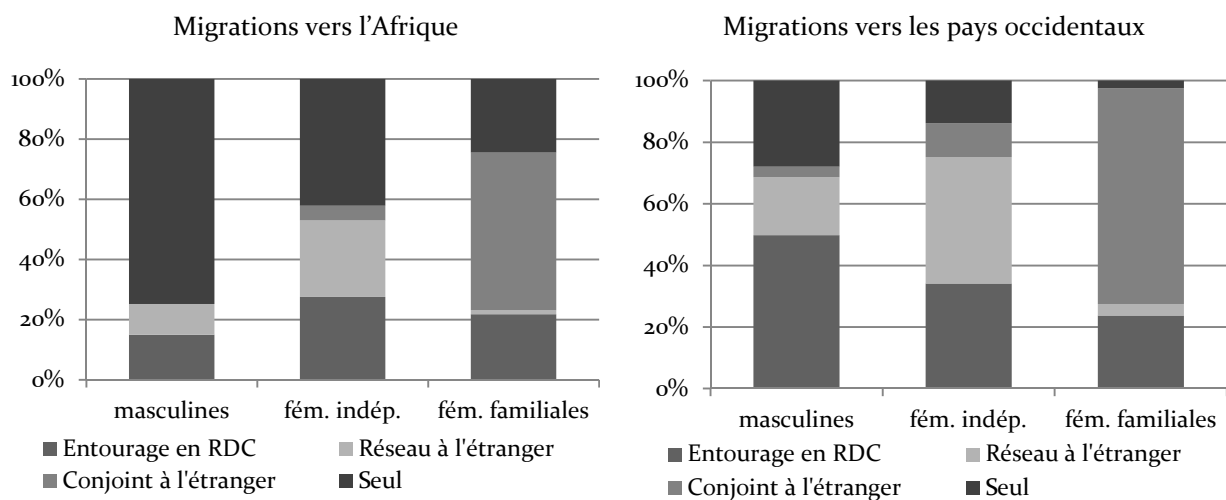 Migrations vers l'Afrique
100%
80%
60%
40%
20%
0%
masculines fém. indép. fém. familiales
Entourage en RDC Réseau à l'étranger
Conjoint à l'étranger Seul
Migrations vers les pays occidentaux
100%
80%
60%
40%
20%
0%
masculines fém. indép. fém. familiales
Entourage en RDC Réseau à l'étranger
Conjoint à l'étranger Seul